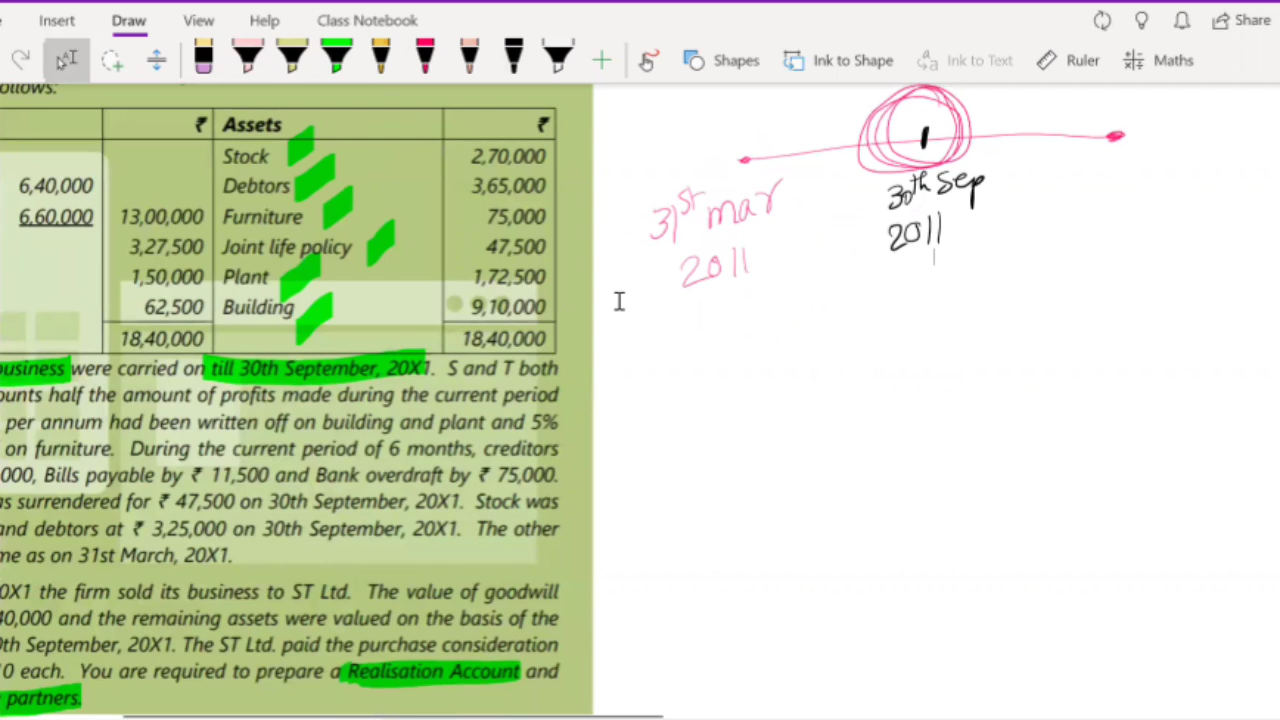 Insert Draw View Help Class Notebook Share
Shapes Ink to Shape Ink to Text Ruler Maths
ollows:
₹ Assets ₹
Stock 2,70,000
6,40,000 Debtors 3,65,000
6,60,000 13,00,000 Furniture 75,000
3,27,500 Joint life policy 47,500
1,50,000 Plant 1,72,500
62,500 Building 9,10,000
18,40,000 18,40,000
business were carried on till 30th September, 20X1. S and T both
ounts half the amount of profits made during the current period
per annum had been written off on building and plant and 5%
on furniture. During the current period of 6 months, creditors
000, Bills payable by ₹ 11,500 and Bank overdraft by ₹ 75,000.
as surrendered for ₹ 47,500 on 30th September, 20X1. Stock was
and debtors at ₹ 3,25,000 on 30th September, 20X1. The other
me as on 31st March, 20X1.
0X1 the firm sold its business to ST Ltd. The value of goodwill
40,000 and the remaining assets were valued on the basis of the
0th September, 20X1. The ST Ltd. paid the purchase consideration
0 each. You are required to prepare a Realisation Account and
partners.
31st mar
2011
30th Sep
2011